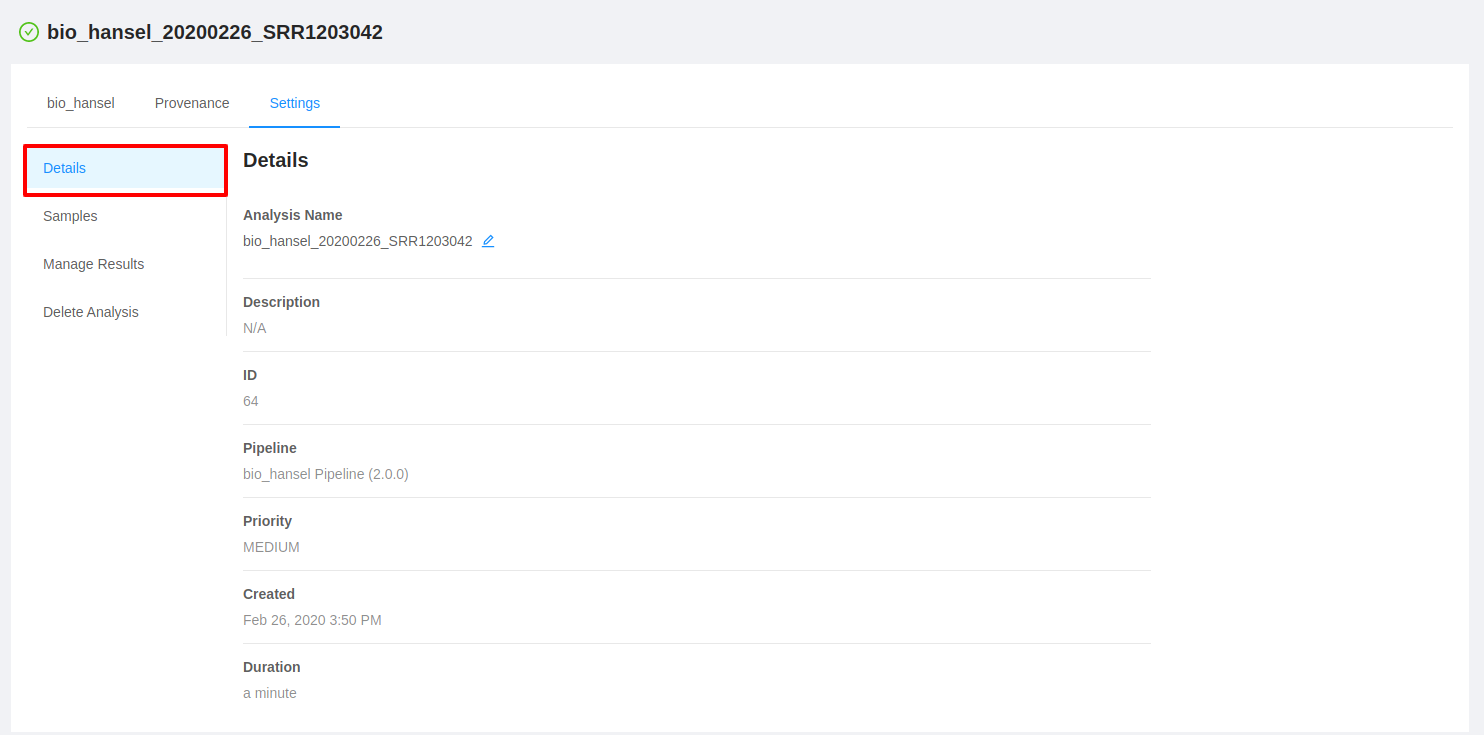 bio_hansel_20200226_SRR1203042
bio_hansel Provenance Settings
Details
Samples
Manage Results
Delete Analysis
Details
Analysis Name
bio_hansel_20200226_SRR1203042
Description
N/A
ID
64
Pipeline
bio_hansel Pipeline (2.0.0)
Priority
MEDIUM
Created
Feb 26, 2020 3:50 PM
Duration
a minute